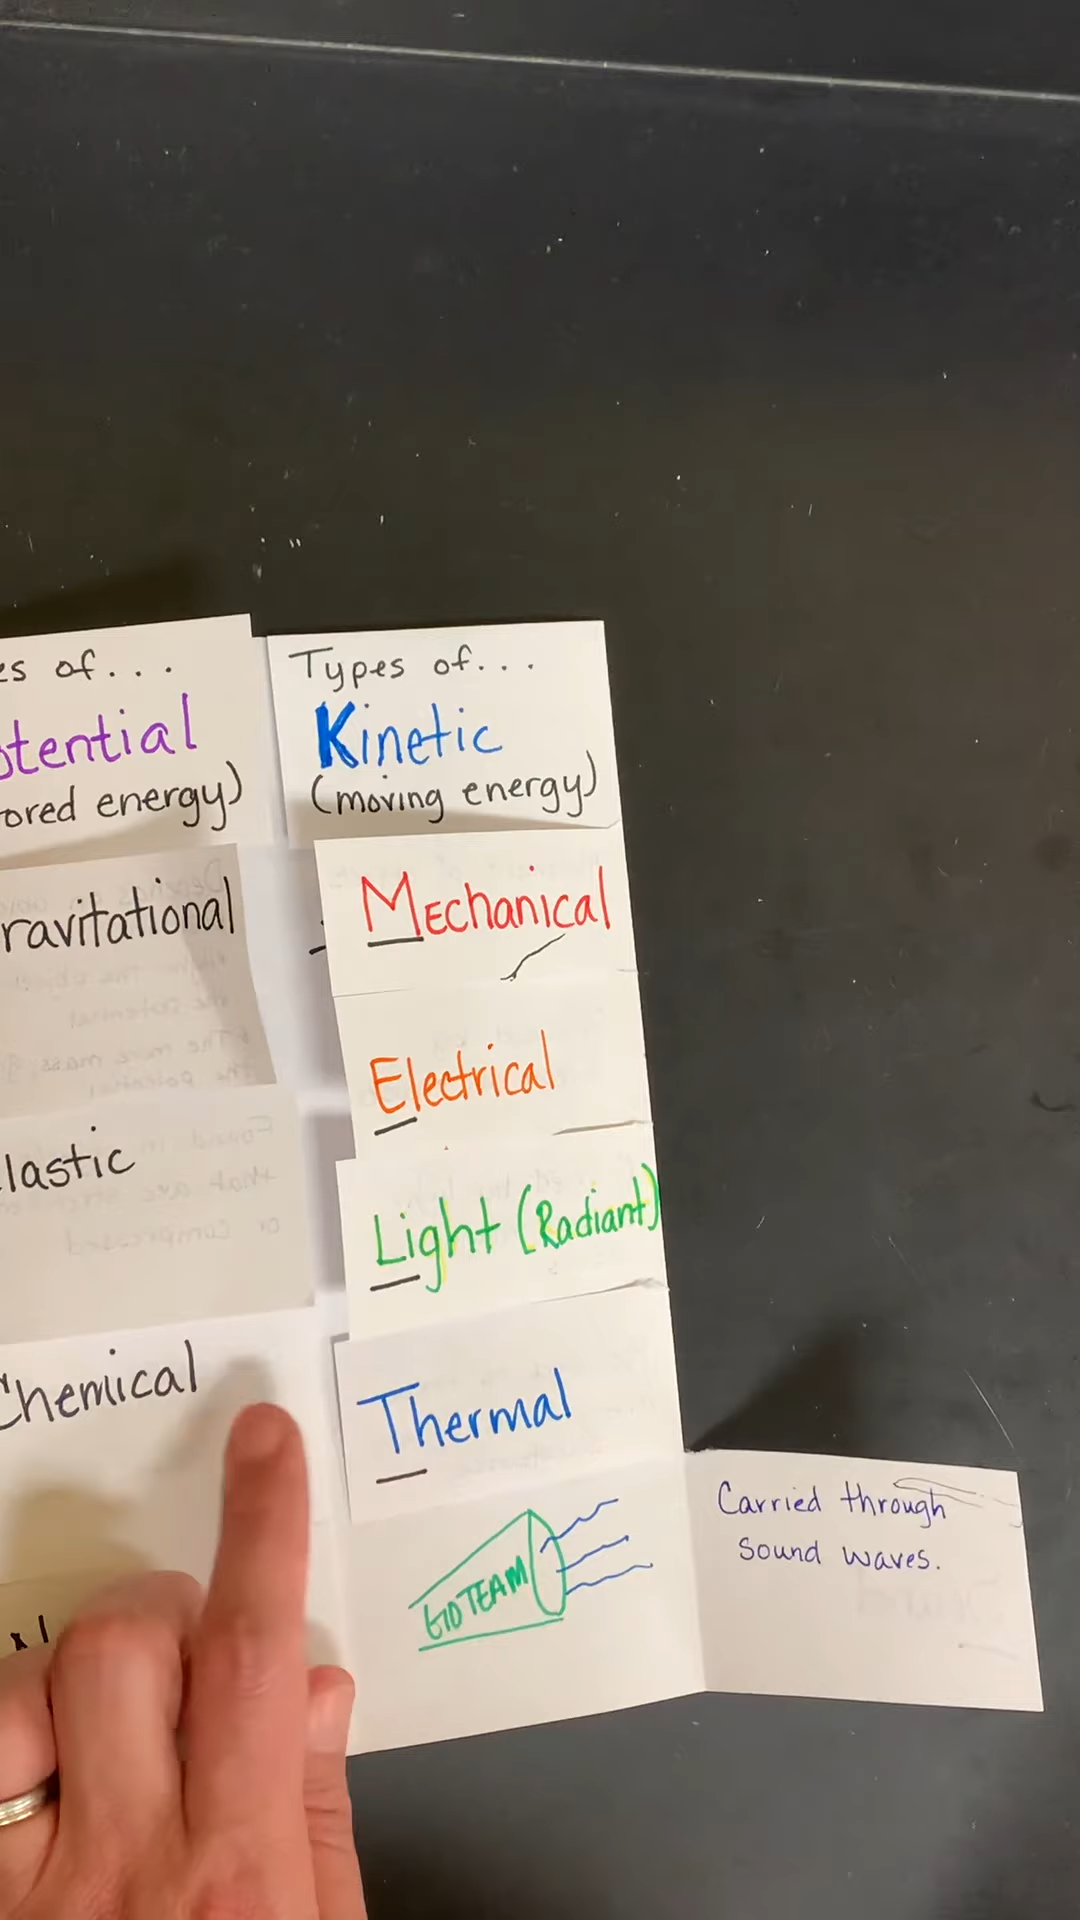 es of...
otential
ored energy)
ravitational
lastic
Chemical
Types of...
Kinetic
(moving energy)
Mechanical
Electrical
Light (Radiant)
Thermal
GO TEAM
Carried through
sound waves.